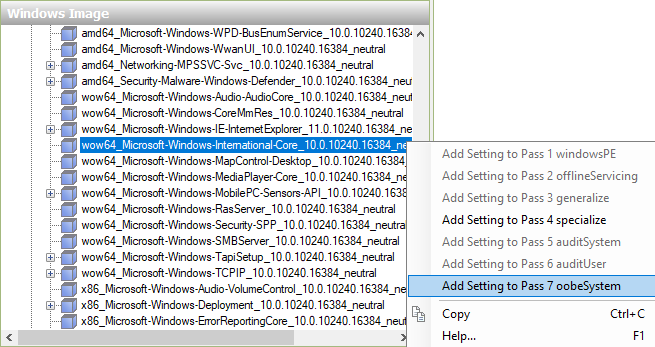 Windows Image
amd64_Microsoft-Windows-WPD-BusEnumService_10.0.10240.16384_neutral
amd64_Microsoft-Windows-WwanUI_10.0.10240.16384_neutral
amd64_Networking-MPSSVC-Svc_10.0.10240.16384_neutral
amd64_Security-Malware-Windows-Defender_10.0.10240.16384_neutral
wow64_Microsoft-Windows-Audio-AudioCore_10.0.10240.16384_neutral
wow64_Microsoft-Windows-CoreMmRes_10.0.10240.16384_neutral
wow64_Microsoft-Windows-IE-InternetExplorer_11.0.10240.16384_neutral
wow64_Microsoft-Windows-International-Core_10.0.10240.16384_ne
wow64_Microsoft-Windows-MapControl-Desktop_10.0.10240.16384_
wow64_Microsoft-Windows-MediaPlayer-Core_10.0.10240.16384_ne
wow64_Microsoft-Windows-MobilePC-Sensors-API_10.0.10240.1638
wow64_Microsoft-Windows-RasServer_10.0.10240.16384_neutral
wow64_Microsoft-Windows-Security-SPP_10.0.10240.16384_neutral
wow64_Microsoft-Windows-SMBServer_10.0.10240.16384_neutral
wow64_Microsoft-Windows-TapiSetup_10.0.10240.16384_neutral
wow64_Microsoft-Windows-TCPIP_10.0.10240.16384_neutral
x86_Microsoft-Windows-Audio-VolumeControl_10.0.10240.16384_ne
x86_Microsoft-Windows-Deployment_10.0.10240.16384_neutral
x86_Microsoft-Windows-ErrorReportingCore_10.0.10240.16384_neut
Add Setting to Pass 1 windowsPE
Add Setting to Pass 2 offlineServicing
Add Setting to Pass 3 generalize
Add Setting to Pass 4 specialize
Add Setting to Pass 5 auditSystem
Add Setting to Pass 6 auditUser
Add Setting to Pass 7 oobeSystem
Copy Ctrl+C
Help... F1